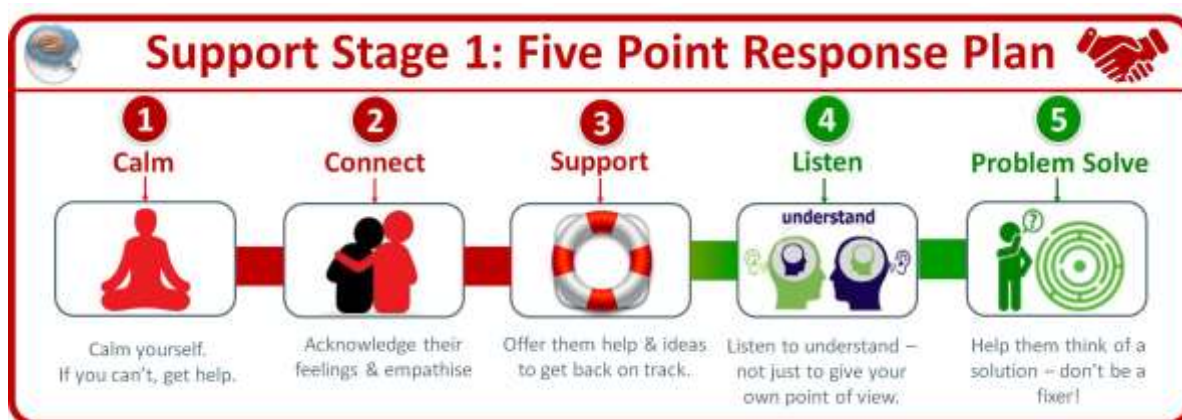 Support Stage 1: Five Point Response Plan
1
Calm
Calm yourself.
If you can't, get help.
2
Connect
Acknowledge their
feelings & empathise
3
Support
Offer them help & ideas
to get back on track.
4
Listen
understand
Listen to understand –
not just to give your
own point of view.
5
Problem Solve
?
Help them think of a
solution – don't be a
fixer!